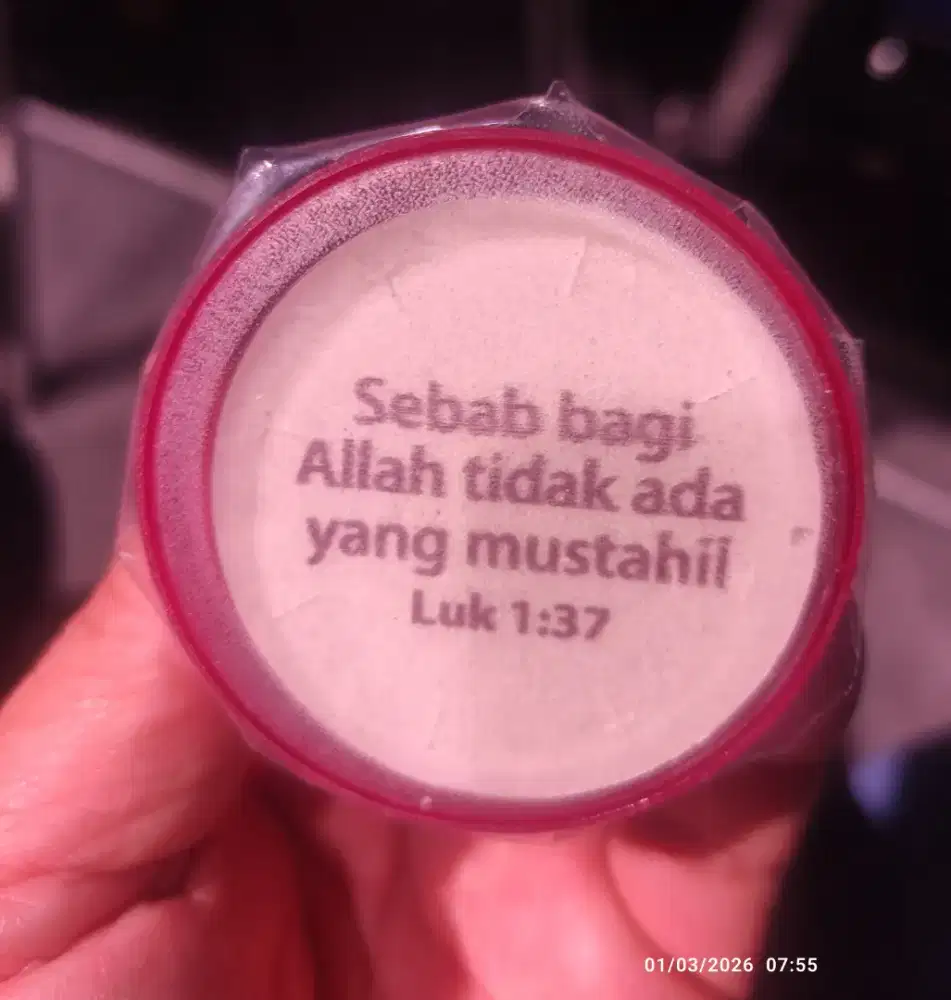 Sebab bagi
Allah tidak ada
yang mustahil
Luk 1:37
01/03/2026 07:55